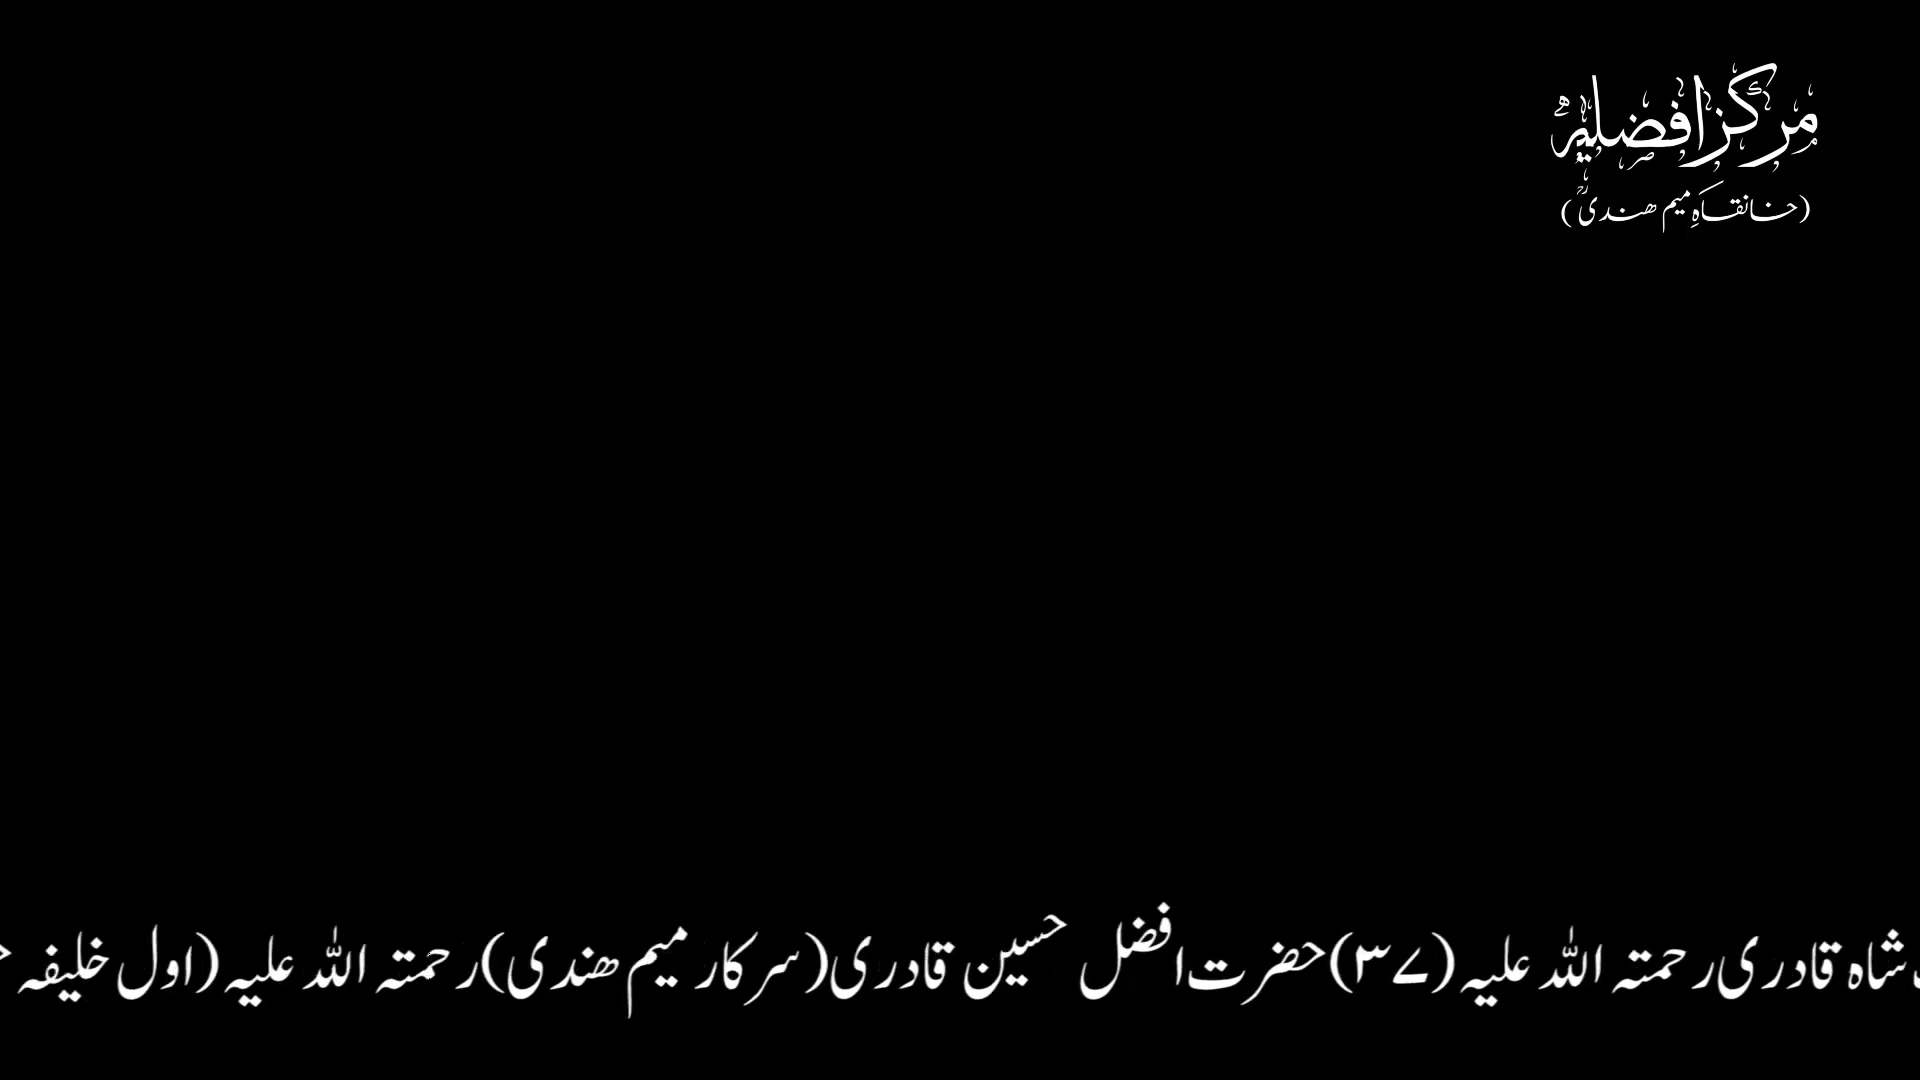 مرکز افضلیہ
(خانقاہِ میم ھندیؒ)
شاہ قادری رحمتہ اللہ علیہ (۳۷) حضرت افضل حسین قادری (سرکار میم ھندی) رحمتہ اللہ علیہ (اول خلیفہ